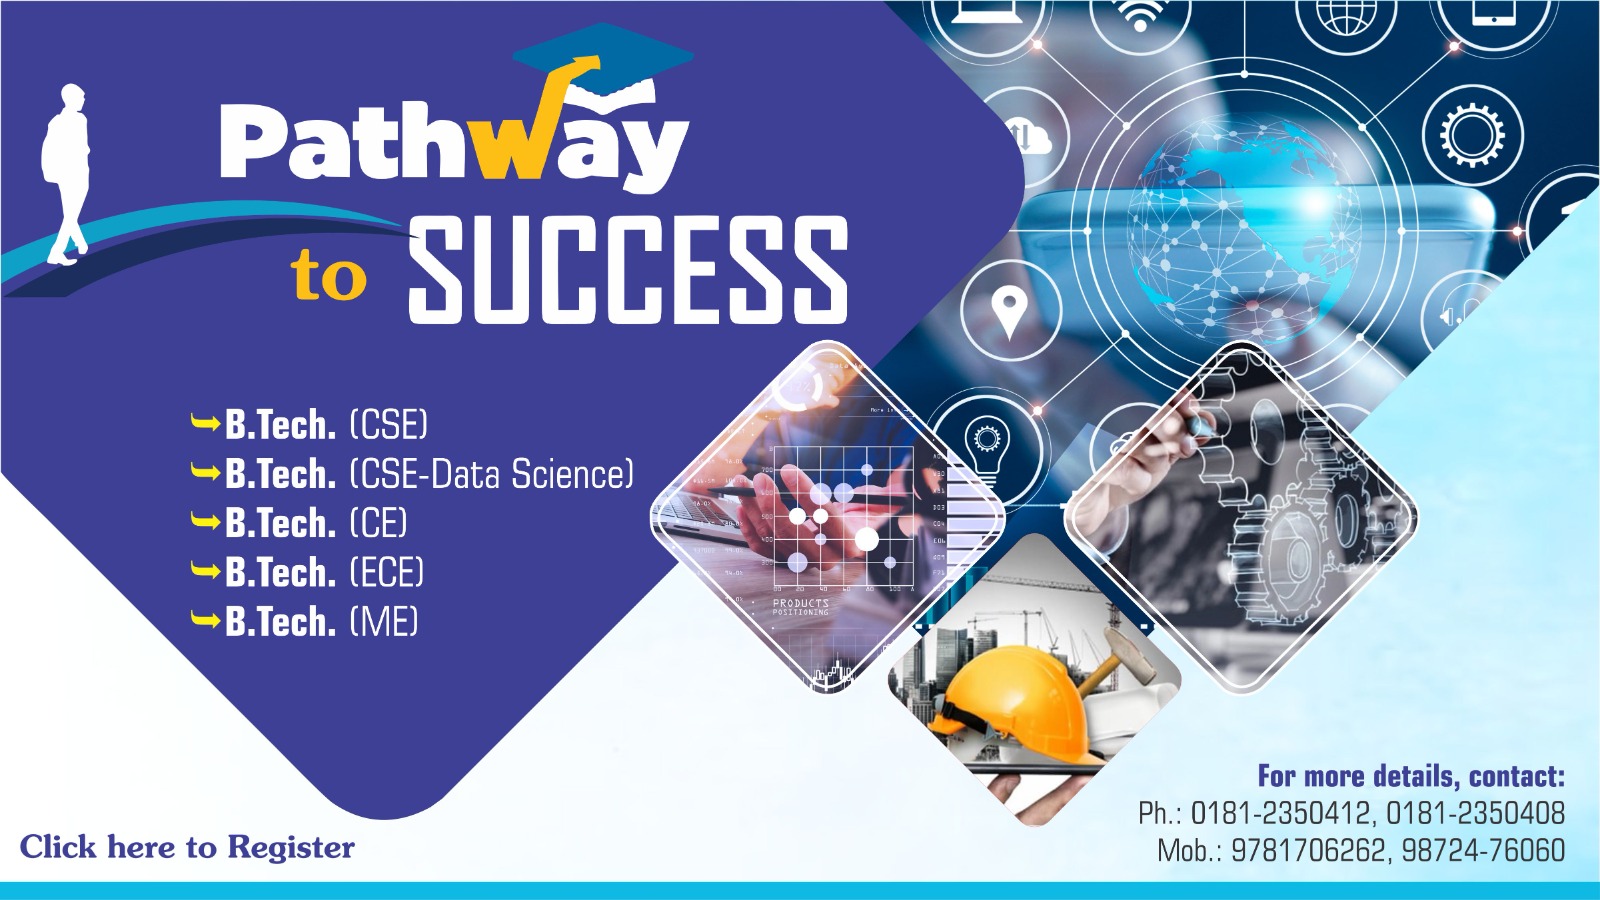 Pathway
to SUCCESS
B.Tech. (CSE)
B.Tech. (CSE-Data Science)
B.Tech. (CE)
B.Tech. (ECE)
B.Tech. (ME)
PRODUCTS
POSITIONING
For more details, contact:
Ph.: 0181-2350412, 0181-2350408
Mob.: 9781706262, 98724-76060
Click here to Register